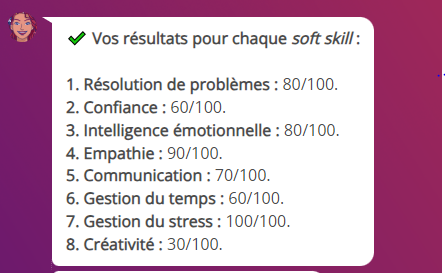 Vos résultats pour chaque soft skill :
1. Résolution de problèmes : 80/100.
2. Confiance : 60/100.
3. Intelligence émotionnelle : 80/100.
4. Empathie : 90/100.
5. Communication : 70/100.
6. Gestion du temps : 60/100.
7. Gestion du stress : 100/100.
8. Créativité : 30/100.